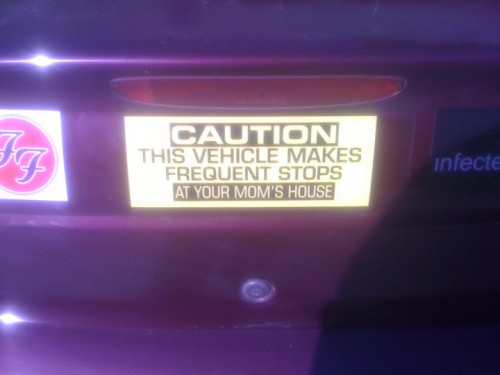 FF
CAUTION
THIS VEHICLE MAKES
FREQUENT STOPS
AT YOUR MOM'S HOUSE
infecte